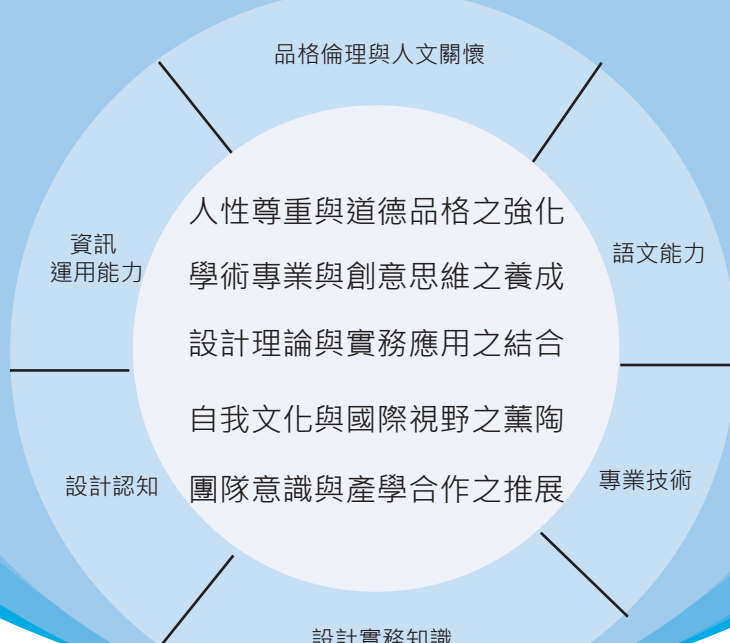 品格倫理與人文關懷
人性尊重與道德品格之強化
資訊
運用能力
語文能力
學術專業與創意思維之養成
設計理論與實務應用之結合
自我文化與國際視野之薰陶
設計認知
團隊意識與產學合作之推展
專業技術
設計實務知識